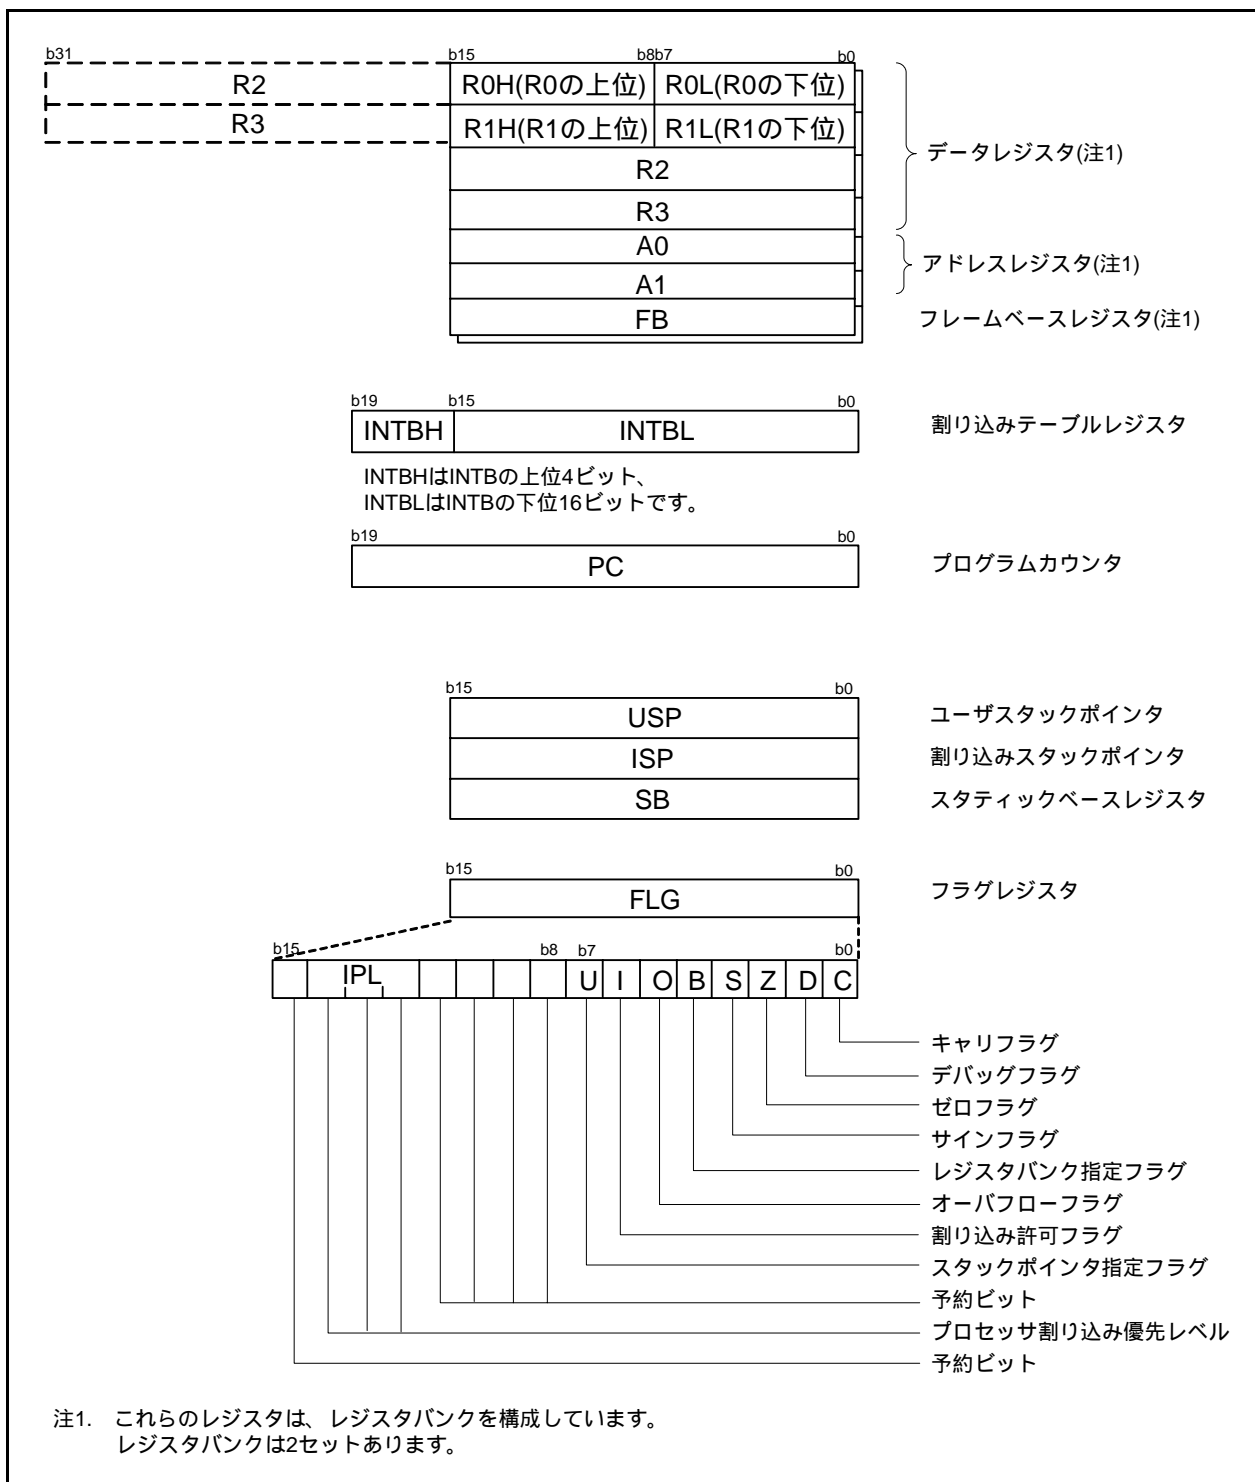 b31 b15 b8b7 b0
R2 R0H(R0の上位) R0L(R0の下位)
R3 R1H(R1の上位) R1L(R1の下位)
データレジスタ(注1)
R2
R3
A0
アドレスレジスタ(注1)
A1
FB フレームベースレジスタ(注1)
b19 b15 b0
INTBH INTBL 割り込みテーブルレジスタ
INTBHはINTBの上位4ビット、
INTBLはINTBの下位16ビットです。
b19 b0
PC プログラムカウンタ
b15 b0
USP ユーザスタックポインタ
ISP 割り込みスタックポインタ
SB スタティックベースレジスタ
b15 b0
FLG フラグレジスタ
b15 b8 b7 b0
IPL U I O B S Z D C
キャリフラグ
デバッグフラグ
ゼロフラグ
サインフラグ
レジスタバンク指定フラグ
オーバフローフラグ
割り込み許可フラグ
スタックポインタ指定フラグ
予約ビット
プロセッサ割り込み優先レベル
予約ビット
注1. これらのレジスタは、レジスタバンクを構成しています。
レジスタバンクは2セットあります。